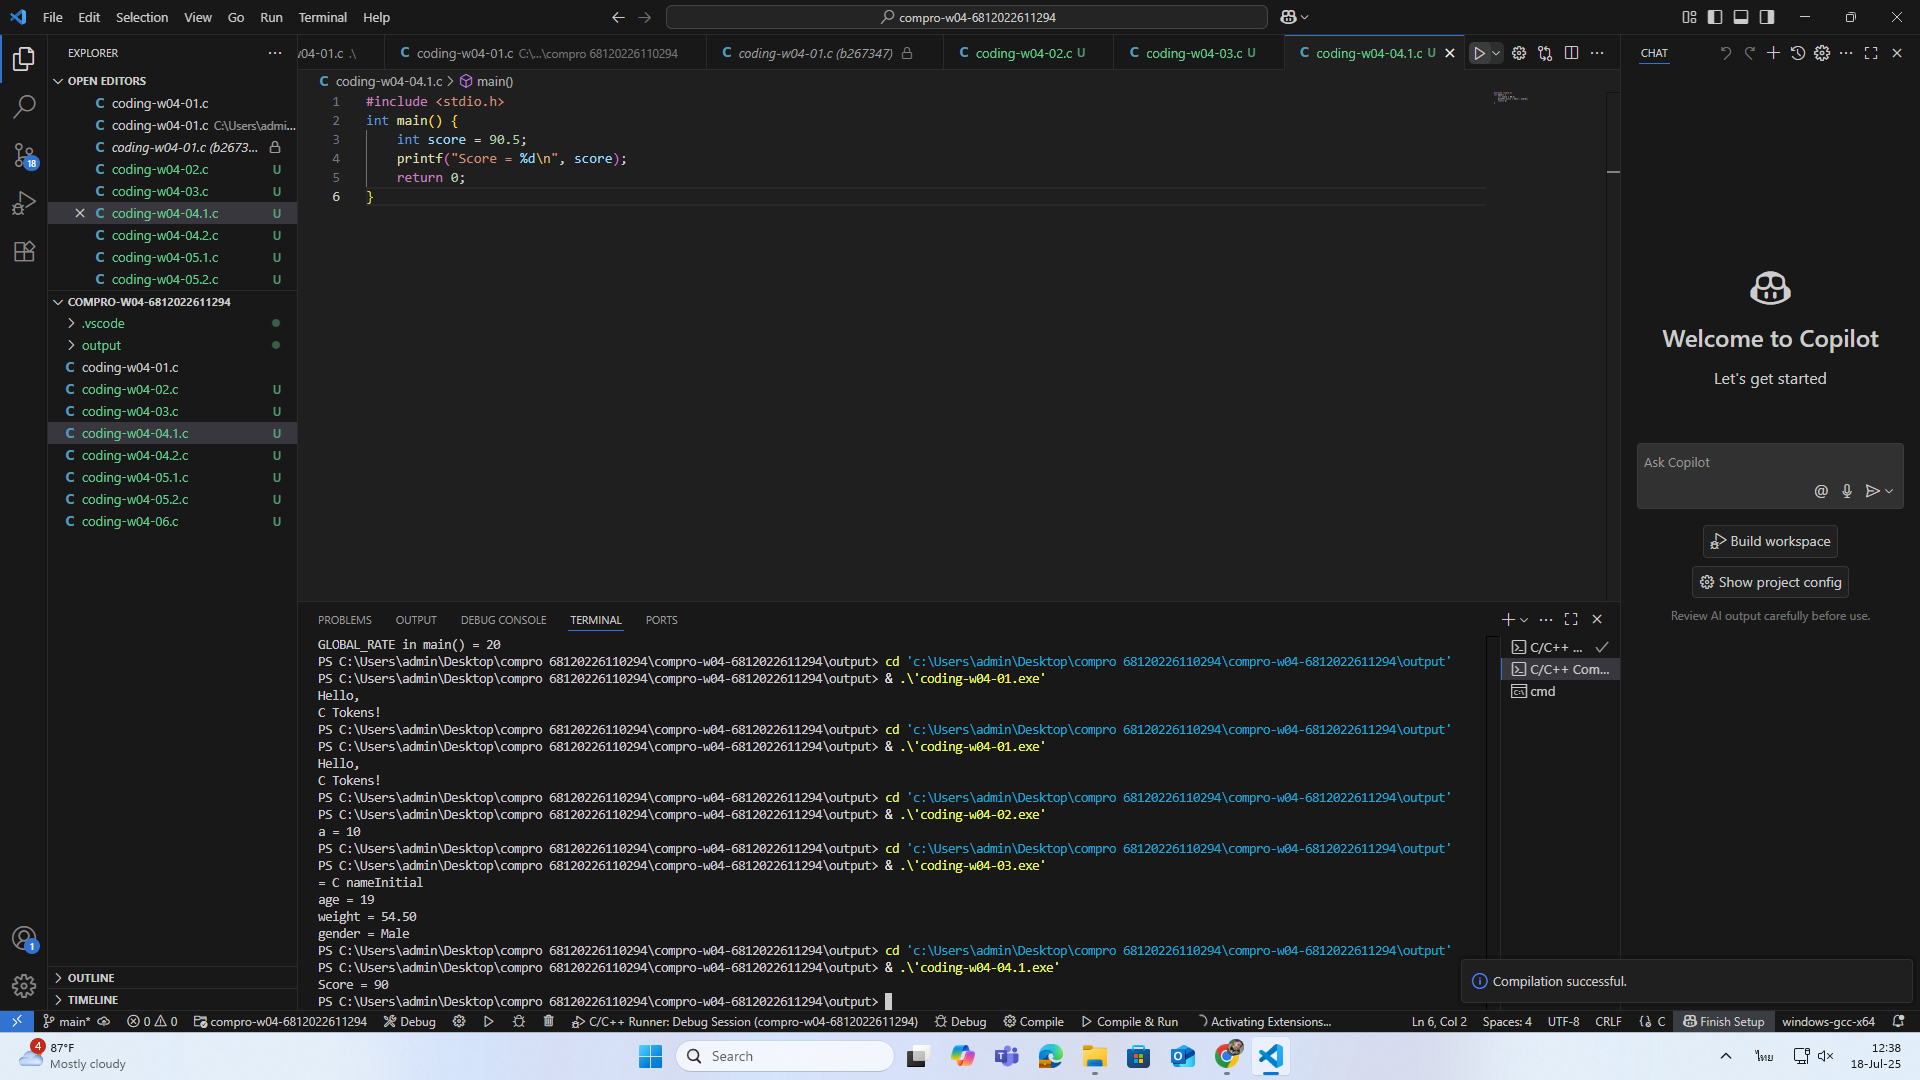 File Edit Selection View Go Run Terminal Help
compro-w04-6812022611294
EXPLORER
OPEN EDITORS
coding-w04-01.c
coding-w04-01.c C:\Users\admi...
coding-w04-01.c (b2673...
coding-w04-02.c U
coding-w04-03.c U
coding-w04-04.1.c U
coding-w04-04.2.c U
coding-w04-05.1.c U
coding-w04-05.2.c U
COMPRO-W04-6812022611294
.vscode
output
coding-w04-01.c
coding-w04-02.c U
coding-w04-03.c U
coding-w04-04.1.c U
coding-w04-04.2.c U
coding-w04-05.1.c U
coding-w04-05.2.c U
coding-w04-06.c U
OUTLINE
TIMELINE
w04-01.c .\ coding-w04-01.c C:\...\compro 68120226110294 coding-w04-01.c (b267347) coding-w04-02.c U coding-w04-03.c U coding-w04-04.1.c U
coding-w04-04.1.c > main()
1 #include <stdio.h>
2 int main() {
3 int score = 90.5;
4 printf("Score = %d\n", score);
5 return 0;
6 }
PROBLEMS OUTPUT DEBUG CONSOLE TERMINAL PORTS
GLOBAL_RATE in main() = 20
PS C:\Users\admin\Desktop\compro 68120226110294\compro-w04-6812022611294\output> cd 'c:\Users\admin\Desktop\compro 68120226110294\compro-w04-6812022611294\output'
PS C:\Users\admin\Desktop\compro 68120226110294\compro-w04-6812022611294\output> & .\'coding-w04-01.exe'
Hello,
C Tokens!
PS C:\Users\admin\Desktop\compro 68120226110294\compro-w04-6812022611294\output> cd 'c:\Users\admin\Desktop\compro 68120226110294\compro-w04-6812022611294\output'
PS C:\Users\admin\Desktop\compro 68120226110294\compro-w04-6812022611294\output> & .\'coding-w04-01.exe'
Hello,
C Tokens!
PS C:\Users\admin\Desktop\compro 68120226110294\compro-w04-6812022611294\output> cd 'c:\Users\admin\Desktop\compro 68120226110294\compro-w04-6812022611294\output'
PS C:\Users\admin\Desktop\compro 68120226110294\compro-w04-6812022611294\output> & .\'coding-w04-02.exe'
a = 10
PS C:\Users\admin\Desktop\compro 68120226110294\compro-w04-6812022611294\output> cd 'c:\Users\admin\Desktop\compro 68120226110294\compro-w04-6812022611294\output'
PS C:\Users\admin\Desktop\compro 68120226110294\compro-w04-6812022611294\output> & .\'coding-w04-03.exe'
= C nameInitial
age = 19
weight = 54.50
gender = Male
PS C:\Users\admin\Desktop\compro 68120226110294\compro-w04-6812022611294\output> cd 'c:\Users\admin\Desktop\compro 68120226110294\compro-w04-6812022611294\output'
PS C:\Users\admin\Desktop\compro 68120226110294\compro-w04-6812022611294\output> & .\'coding-w04-04.1.exe'
Score = 90
PS C:\Users\admin\Desktop\compro 68120226110294\compro-w04-6812022611294\output>
C/C++ ...
C/C++ Com...
cmd
CHAT
Welcome to Copilot
Let's get started
Ask Copilot
Build workspace
Show project config
Review AI output carefully before use.
Compilation successful.
18
1
main* 0 0 compro-w04-6812022611294 Debug C/C++ Runner: Debug Session (compro-w04-6812022611294) Debug Compile Compile & Run Activating Extensions... Ln 6, Col 2 Spaces: 4 UTF-8 CRLF {} C Finish Setup windows-gcc-x64
4
87°F
Mostly cloudy
Search
ไทย
12:38
18-Jul-25